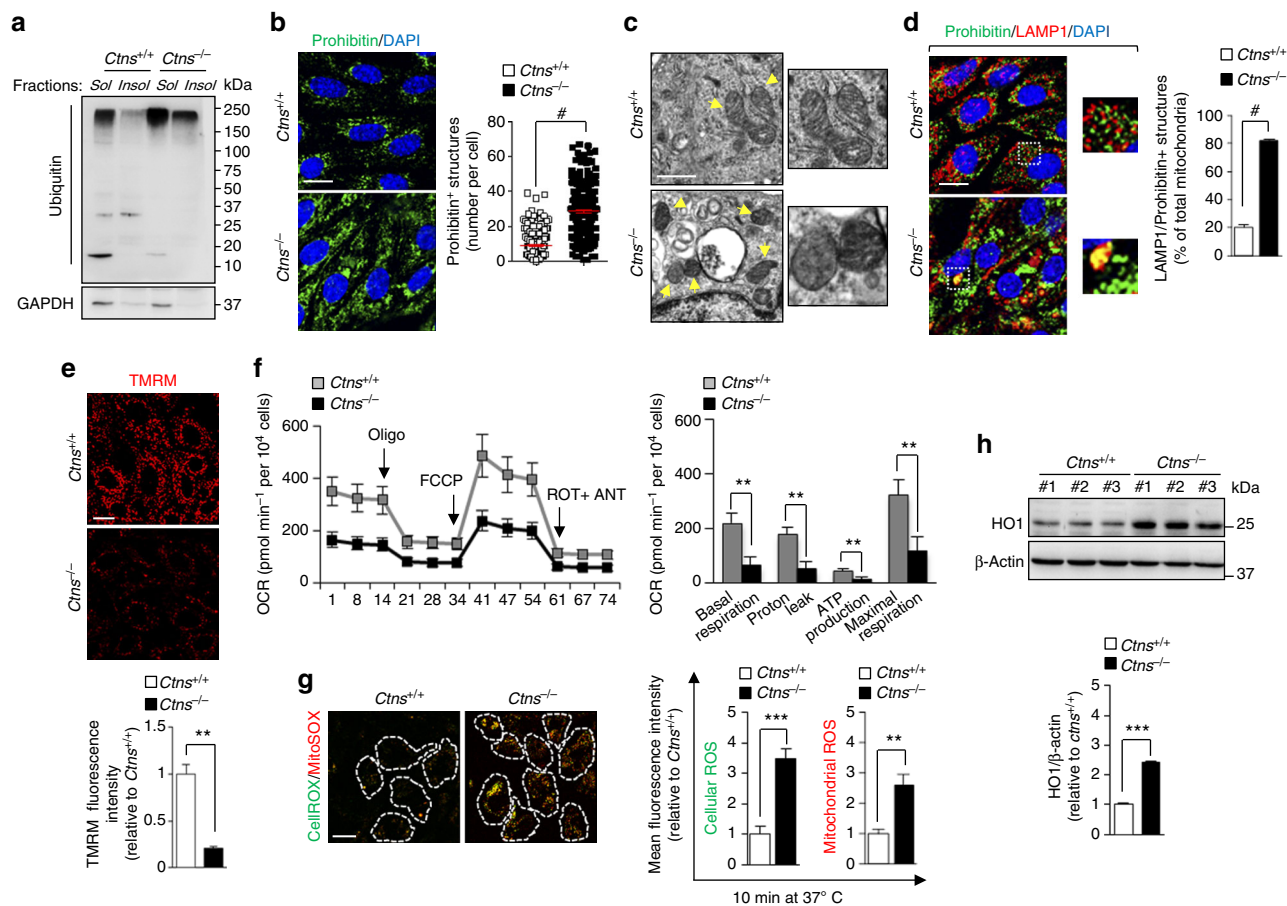 a
Ctns+/+ Ctns−/−
Fractions: Sol Insol Sol Insol kDa
250
150
100
75
50
37
25
20
10
Ubiquitin
GAPDH
37
b
Prohibitin/DAPI
Ctns+/+
Ctns−/−
Ctns+/+
Ctns−/−
#
Prohibitin+ structures
(number per cell)
80
60
40
20
0
c
Ctns+/+
Ctns−/−
d
Prohibitin/LAMP1/DAPI
Ctns+/+
Ctns−/−
Ctns+/+
Ctns−/−
#
LAMP1/Prohibitin+ structures
(% of total mitochondria)
100
80
60
40
20
0
e
TMRM
Ctns+/+
Ctns−/−
Ctns+/+
Ctns−/−
**
TMRM fluorescence
intensity
(relative to Ctns+/+)
1.5
1
0.5
0
f
Ctns+/+
Ctns−/−
OCR (pmol min−1 per 104 cells)
600
400
200
0
Oligo
FCCP
ROT+ ANT
1 8 14 21 28 34 41 47 54 61 67 74
Ctns+/+
Ctns−/−
OCR (pmol min−1 per 104 cells)
600
400
200
0
** ** ** **
Basal
respiration
Proton
leak
ATP
production
Maximal
respiration
g
Ctns+/+ Ctns−/−
CellROX/MitoSOX
Mean fluorescence intensity
(relative to Ctns+/+)
Ctns+/+
Ctns−/−
***
Cellular ROS
5
4
3
2
1
0
Ctns+/+
Ctns−/−
**
Mitochondrial ROS
5
4
3
2
1
0
10 min at 37° C
h
Ctns+/+ Ctns−/−
#1 #2 #3 #1 #2 #3 kDa
HO1
25
β-Actin
37
Ctns+/+
Ctns−/−
***
HO1/β-actin
(relative to ctns+/+)
5
4
3
2
1
0